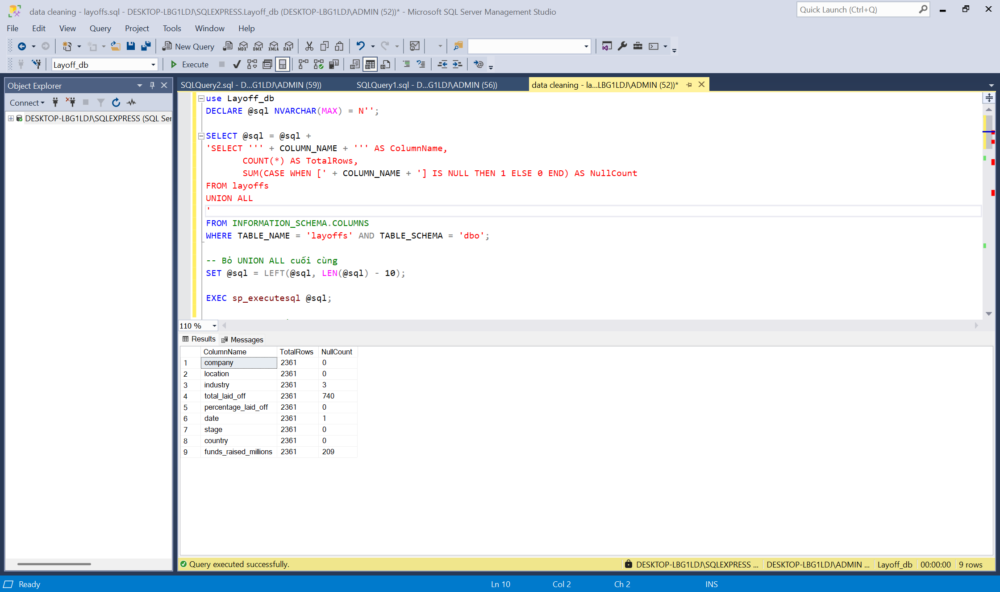 data cleaning - layoffs.sql - DESKTOP-LBG1LDJ\SQLEXPRESS.Layoff_db (DESKTOP-LBG1LDJ\ADMIN (52))* - Microsoft SQL Server Management Studio
Quick Launch (Ctrl+Q)
File Edit View Query Project Tools Window Help
New Query MDX DMX XMLA DAX
Layoff_db Execute
Object Explorer
Connect
DESKTOP-LBG1LDJ\SQLEXPRESS (SQL Ser
SQLQuery2.sql - D...G1LDJ\ADMIN (59)) SQLQuery1.sql - D...G1LDJ\ADMIN (56)) data cleaning - la...LBG1LDJ\ADMIN (52))*
use Layoff_db
DECLARE @sql NVARCHAR(MAX) = N'';
SELECT @sql = @sql +
'SELECT ''' + COLUMN_NAME + ''' AS ColumnName,
COUNT(*) AS TotalRows,
SUM(CASE WHEN [' + COLUMN_NAME + '] IS NULL THEN 1 ELSE 0 END) AS NullCount
FROM layoffs
UNION ALL
'
FROM INFORMATION_SCHEMA.COLUMNS
WHERE TABLE_NAME = 'layoffs' AND TABLE_SCHEMA = 'dbo';
-- Bỏ UNION ALL cuối cùng
SET @sql = LEFT(@sql, LEN(@sql) - 10);
EXEC sp_executesql @sql;
110 %
Results Messages
ColumnName TotalRows NullCount
1 company 2361 0
2 location 2361 0
3 industry 2361 3
4 total_laid_off 2361 740
5 percentage_laid_off 2361 0
6 date 2361 1
7 stage 2361 0
8 country 2361 0
9 funds_raised_millions 2361 209
Query executed successfully. DESKTOP-LBG1LDJ\SQLEXPRESS ... DESKTOP-LBG1LDJ\ADMIN ... Layoff_db 00:00:00 9 rows
Ready Ln 10 Col 2 Ch 2 INS